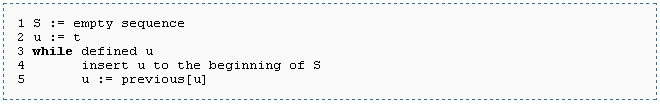 1 S := empty sequence
2 u := t
3 while defined u
4       insert u to the beginning of S
5       u := previous[u]